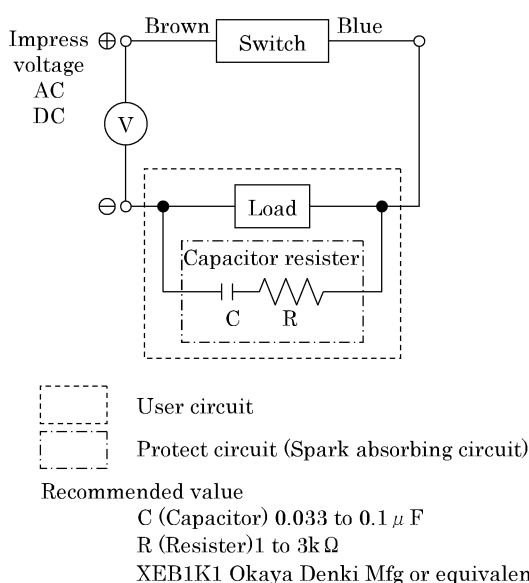 Brown
Switch
Blue
Impress
voltage
AC
DC
⊕
V
⊖
Load
Capacitor resister
C
R
User circuit
Protect circuit (Spark absorbing circuit)
Recommended value
C (Capacitor) 0.033 to 0.1 μ F
R (Resister)1 to 3k Ω
XEB1K1 Okaya Denki Mfg or